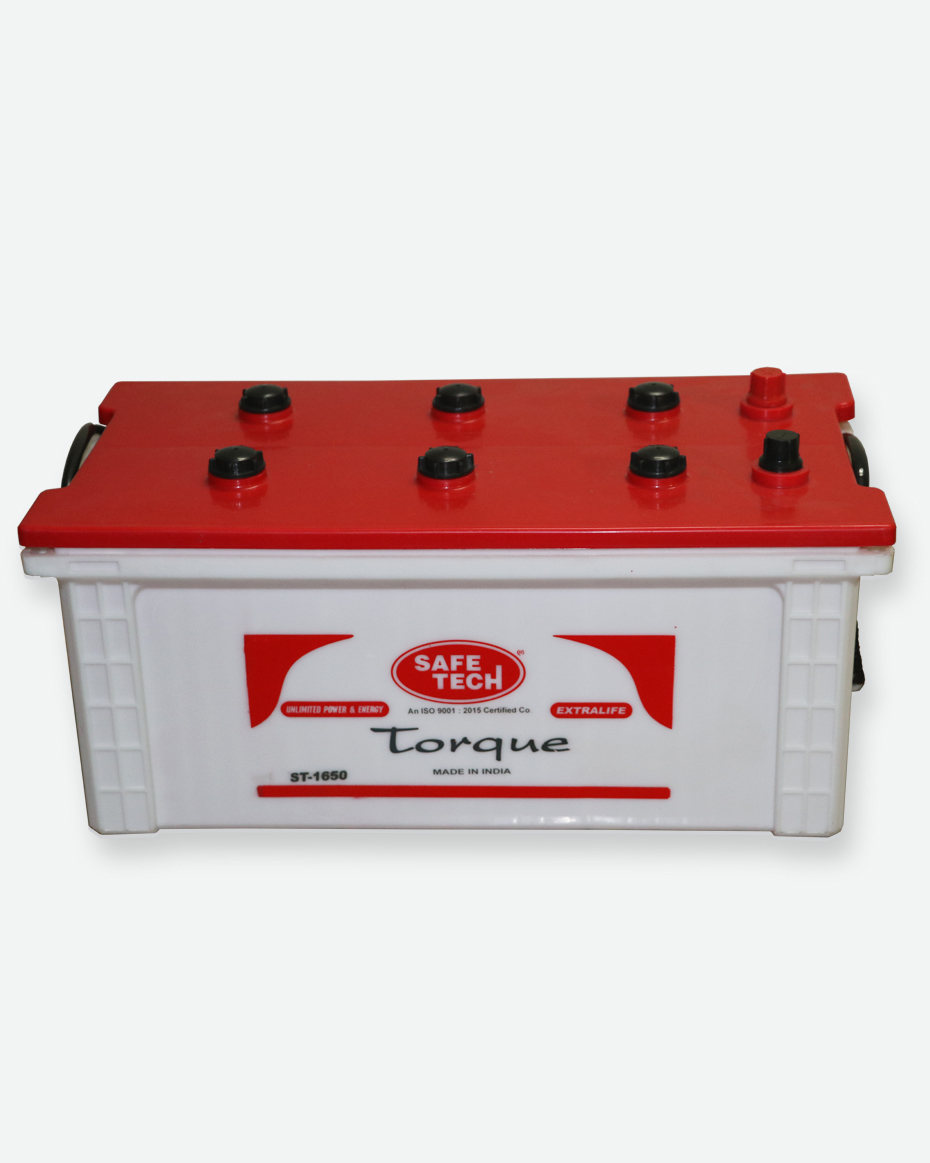 SAFE
TECH
UNLIMITED POWER & ENERGY
An ISO 9001 : 2015 Certified Co.
EXTRALIFE
Torque
MADE IN INDIA
ST-1650